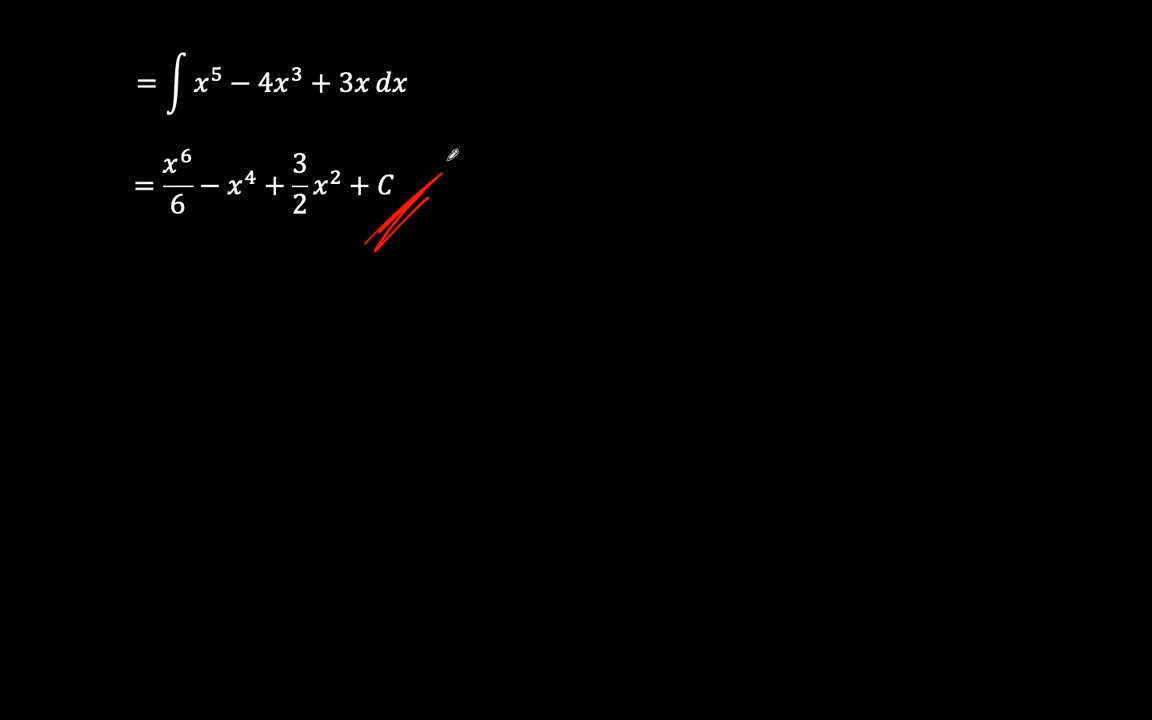 = ∫ x⁵ − 4x³ + 3x dx
= x⁶/6 − x⁴ + 3/2 x² + C